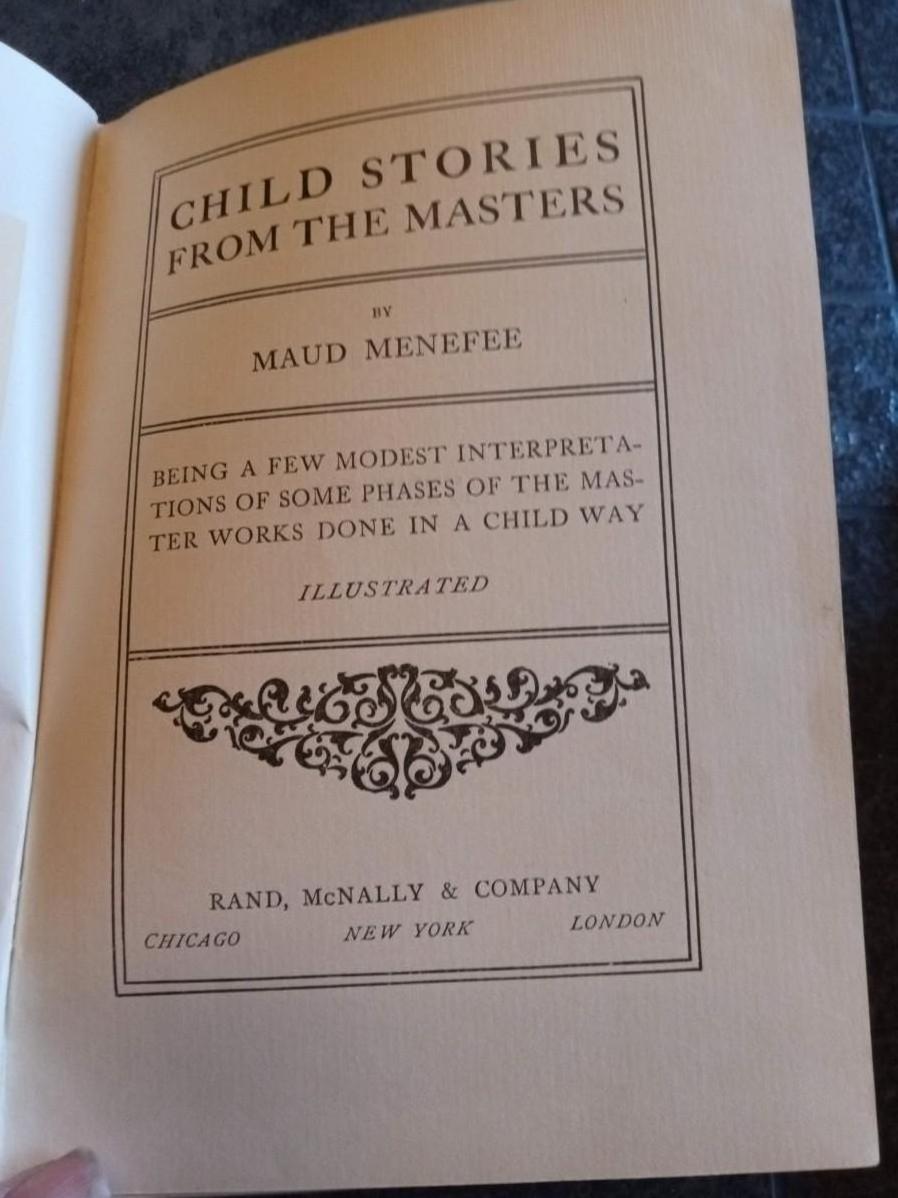 CHILD STORIES
FROM THE MASTERS
BY
MAUD MENEFEE
BEING A FEW MODEST INTERPRETA-
TIONS OF SOME PHASES OF THE MAS-
TER WORKS DONE IN A CHILD WAY
ILLUSTRATED
RAND, McNALLY & COMPANY
CHICAGO NEW YORK LONDON